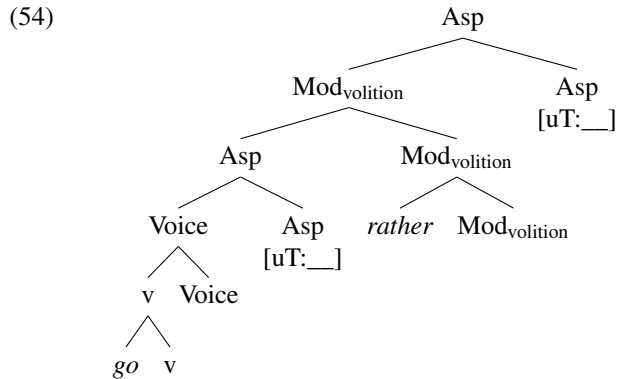 (54) Asp
Mod_volition Asp
[uT:__]
Asp Mod_volition
Voice Asp rather Mod_volition
[uT:__]
v Voice
go v